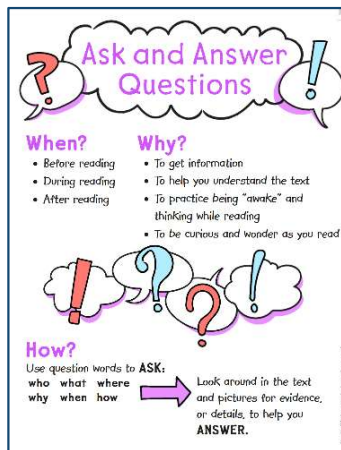 Ask and Answer
Questions
When?
• Before reading
• During reading
• After reading
Why?
• To get information
• To help you understand the text
• To practice being "awake" and
thinking while reading
• To be curious and wonder as you read
How?
Use question words to ASK:
who what where
why when how
Look around in the text
and pictures for evidence,
or details, to help you
ANSWER.